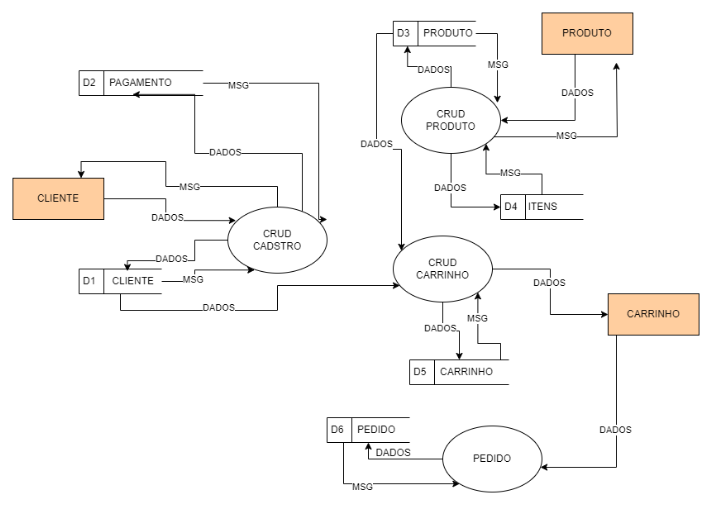 D3 PRODUTO
PRODUTO
MSG
DADOS
D2 PAGAMENTO
MSG
DADOS
CRUD
PRODUTO
MSG
DADOS
DADOS
MSG
MSG
DADOS
CLIENTE
DADOS
D4 ITENS
CRUD
CADSTRO
DADOS
CRUD
CARRINHO
D1 CLIENTE
MSG
DADOS
DADOS
CARRINHO
MSG
DADOS
D5 CARRINHO
D6 PEDIDO
DADOS
DADOS
PEDIDO
MSG